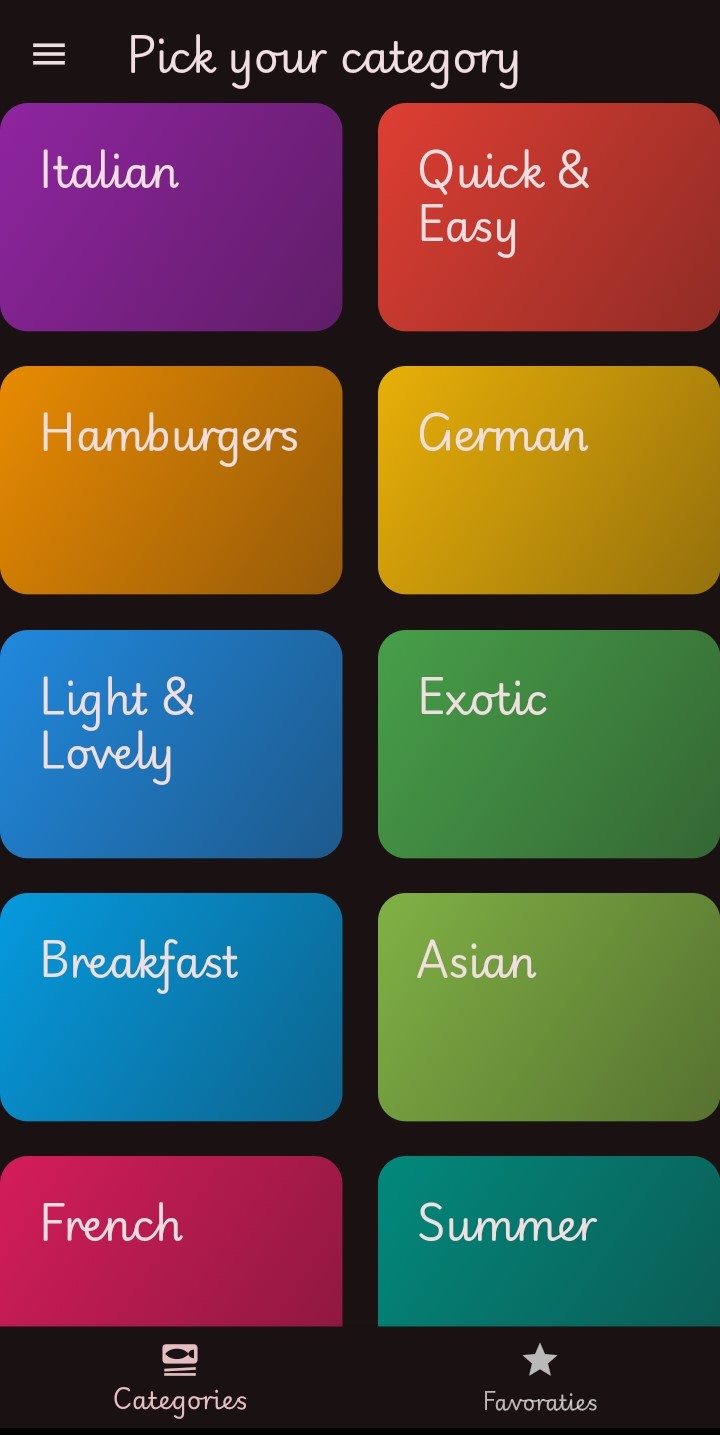 Pick your category
Italian
Quick &
Easy
Hamburgers
German
Light &
Lovely
Exotic
Breakfast
Asian
French
Summer
Categories
Favoraties